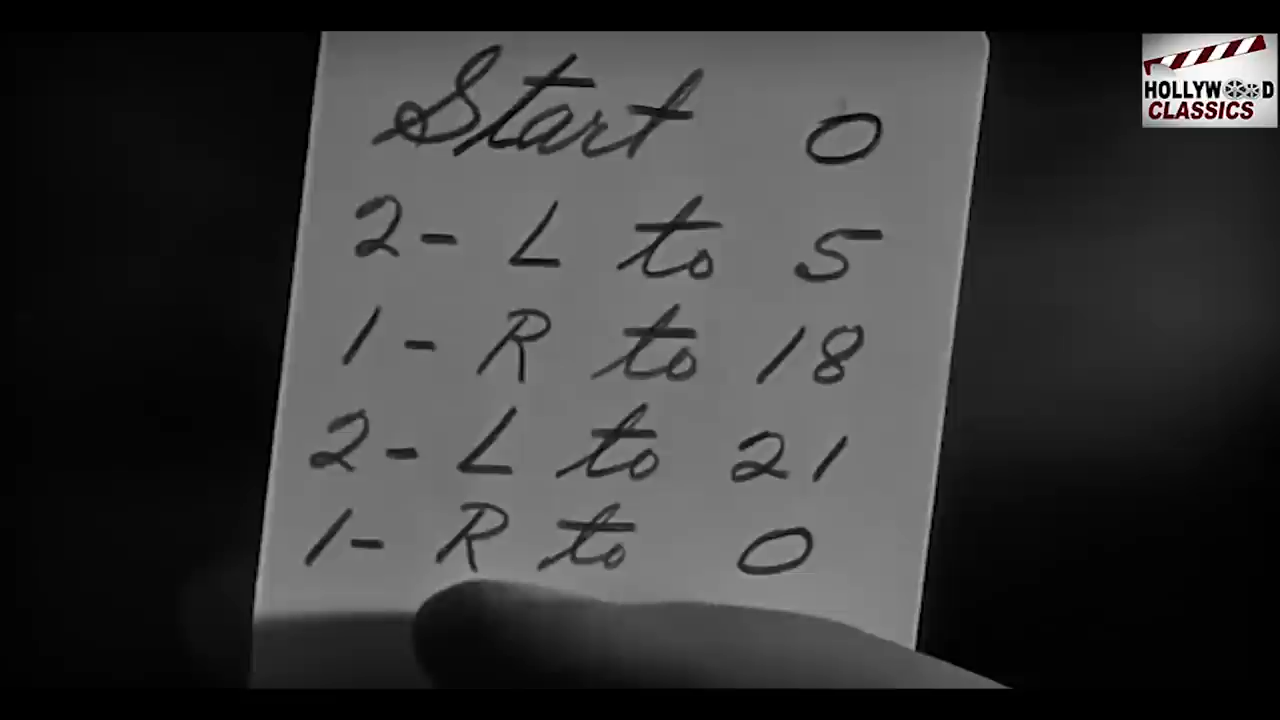 Start 0
2- L to 5
1- R to 18
2- L to 21
1- R to 0
HOLLYWOOD
CLASSICS